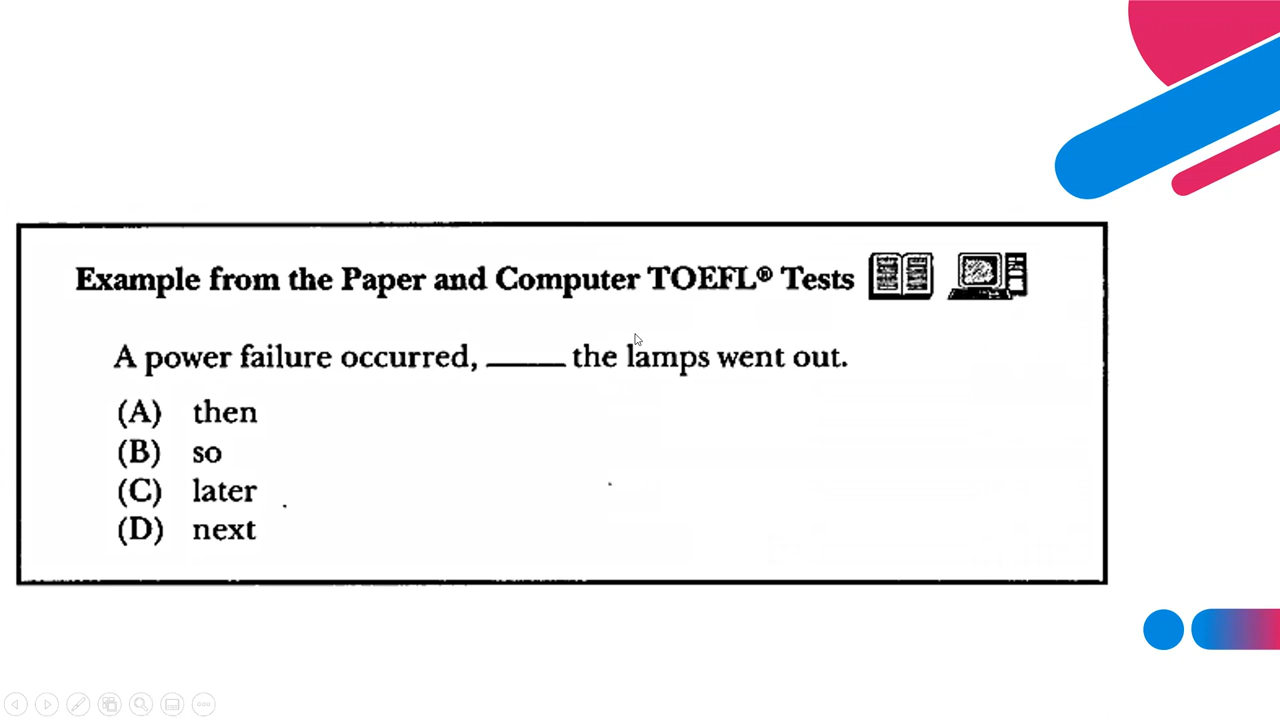 Example from the Paper and Computer TOEFL® Tests
A power failure occurred, _____ the lamps went out.
(A) then
(B) so
(C) later
(D) next